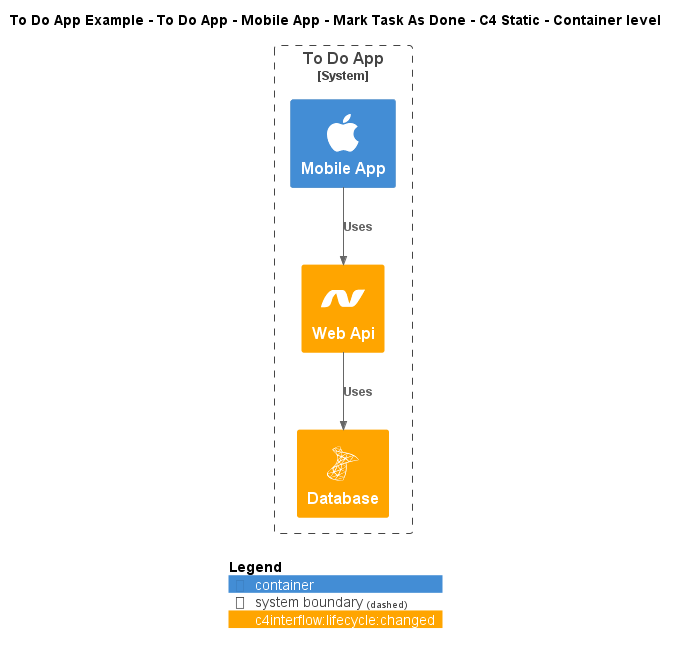 To Do App Example - To Do App - Mobile App - Mark Task As Done - C4 Static - Container level
To Do App
[System]
Mobile App
Uses
Web Api
Uses
Database
Legend
container
system boundary (dashed)
c4interflow:lifecycle:changed